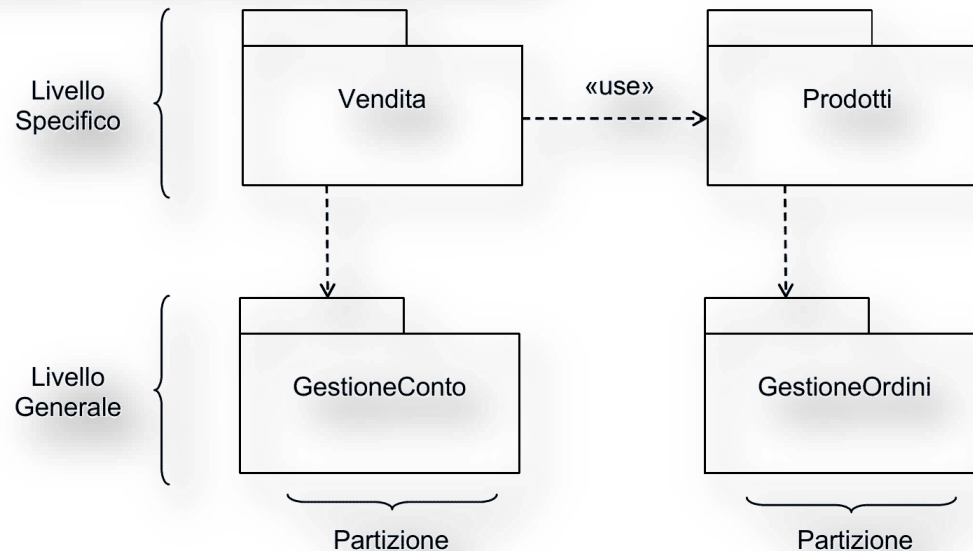 Livello
Specifico
Vendita
«use»
Prodotti
Livello
Generale
GestioneConto
GestioneOrdini
Partizione
Partizione